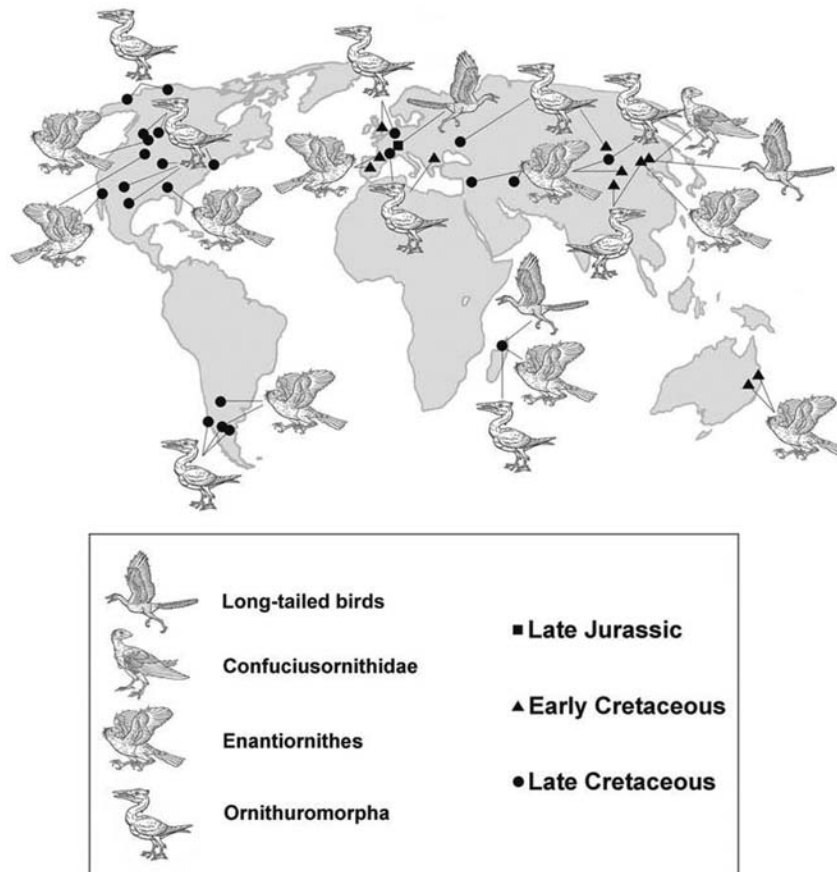 Long-tailed birds
Confuciusornithidae
Enantiornithes
Ornithuromorpha
Late Jurassic
Early Cretaceous
Late Cretaceous